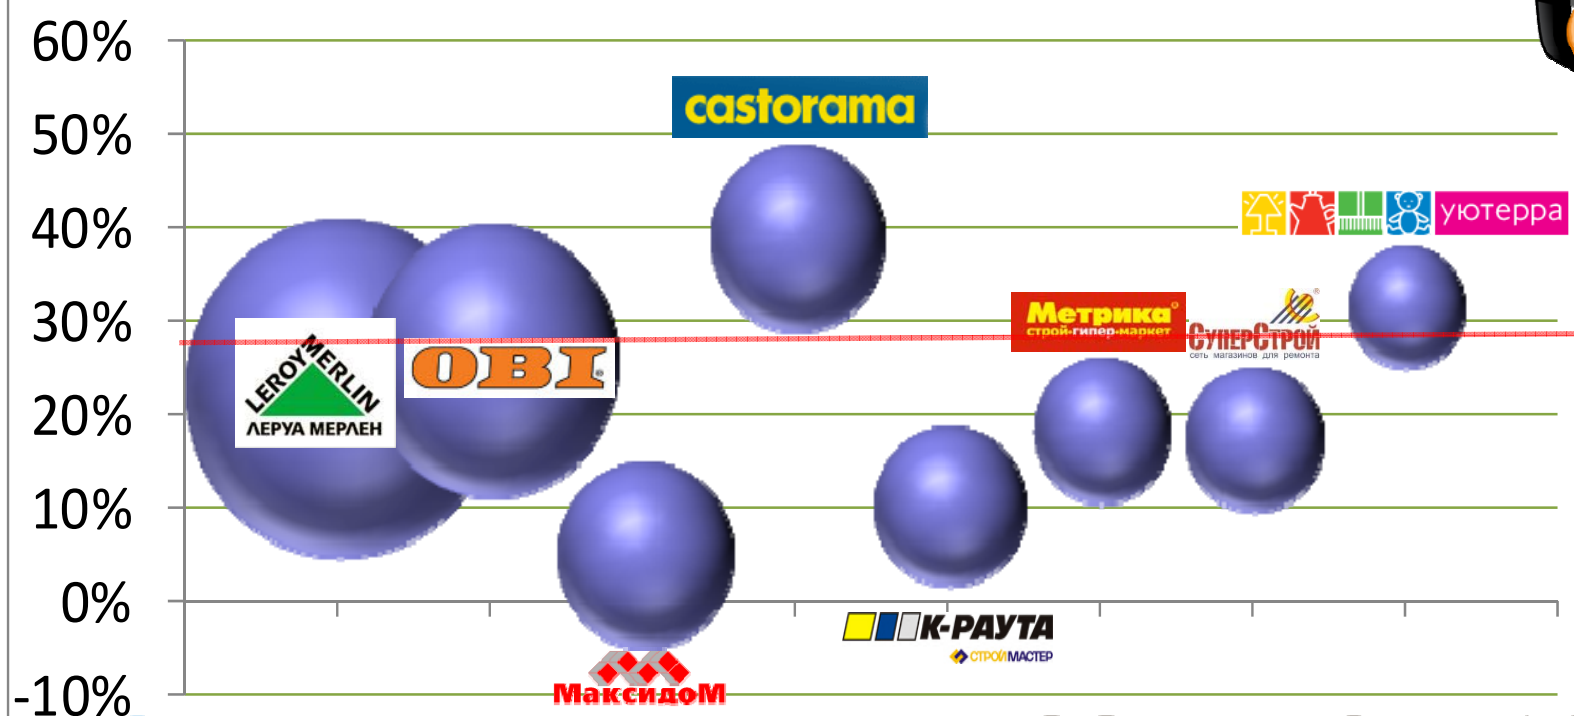 60%
castorama
50%
40%
уютерра
30%
Метрика
строй-гипер-маркет
СУПЕРСТРОЙ
сеть магазинов для ремонта
LEROY MERLIN
ЛЕРУА МЕРЛЕН
OBI
20%
10%
0%
К-РАУТА
СТРОЙМАСТЕР
МаксидоМ
-10%